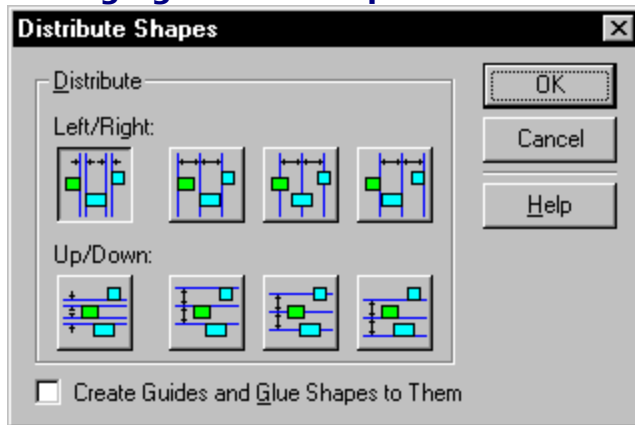 Distribute Shapes
Distribute
Left/Right:
Up/Down:
OK
Cancel
Help
Create Guides and Glue Shapes to Them